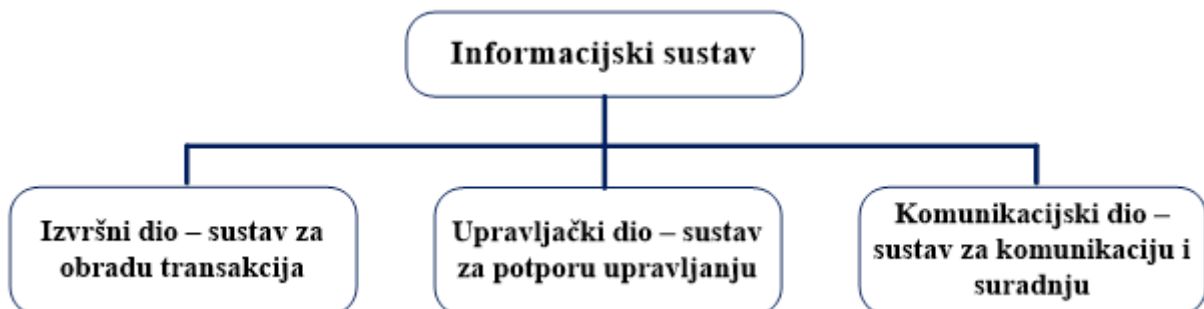 Informacijski sustav
Izvršni dio – sustav za
obradu transakcija
Upravljački dio – sustav
za potporu upravljanju
Komunikacijski dio –
sustav za komunikaciju i
suradnju